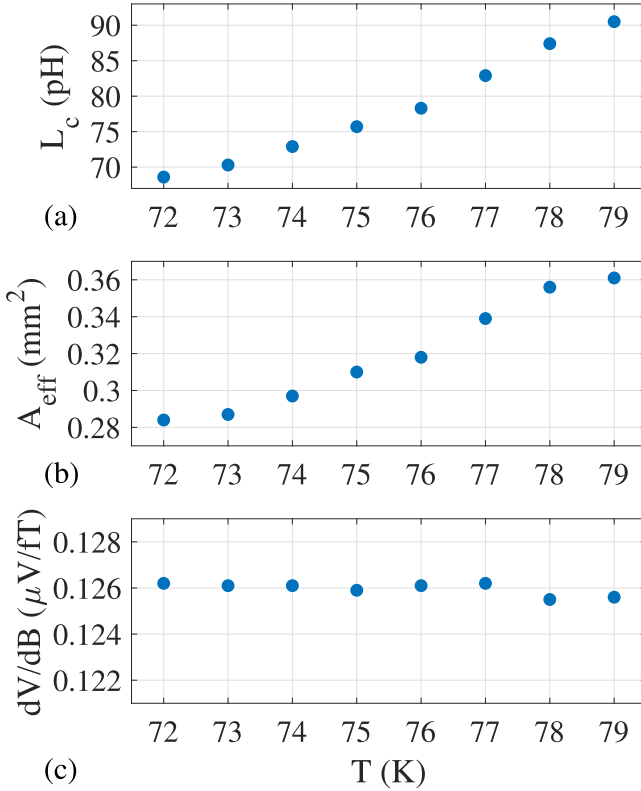 90
85
80
75
70
L_c (pH)
(a)
72 73 74 75 76 77 78 79
0.36
0.34
0.32
0.3
0.28
A_eff (mm²)
(b)
72 73 74 75 76 77 78 79
0.128
0.126
0.124
0.122
dV/dB (μV/fT)
72 73 74 75 76 77 78 79
(c)
T (K)